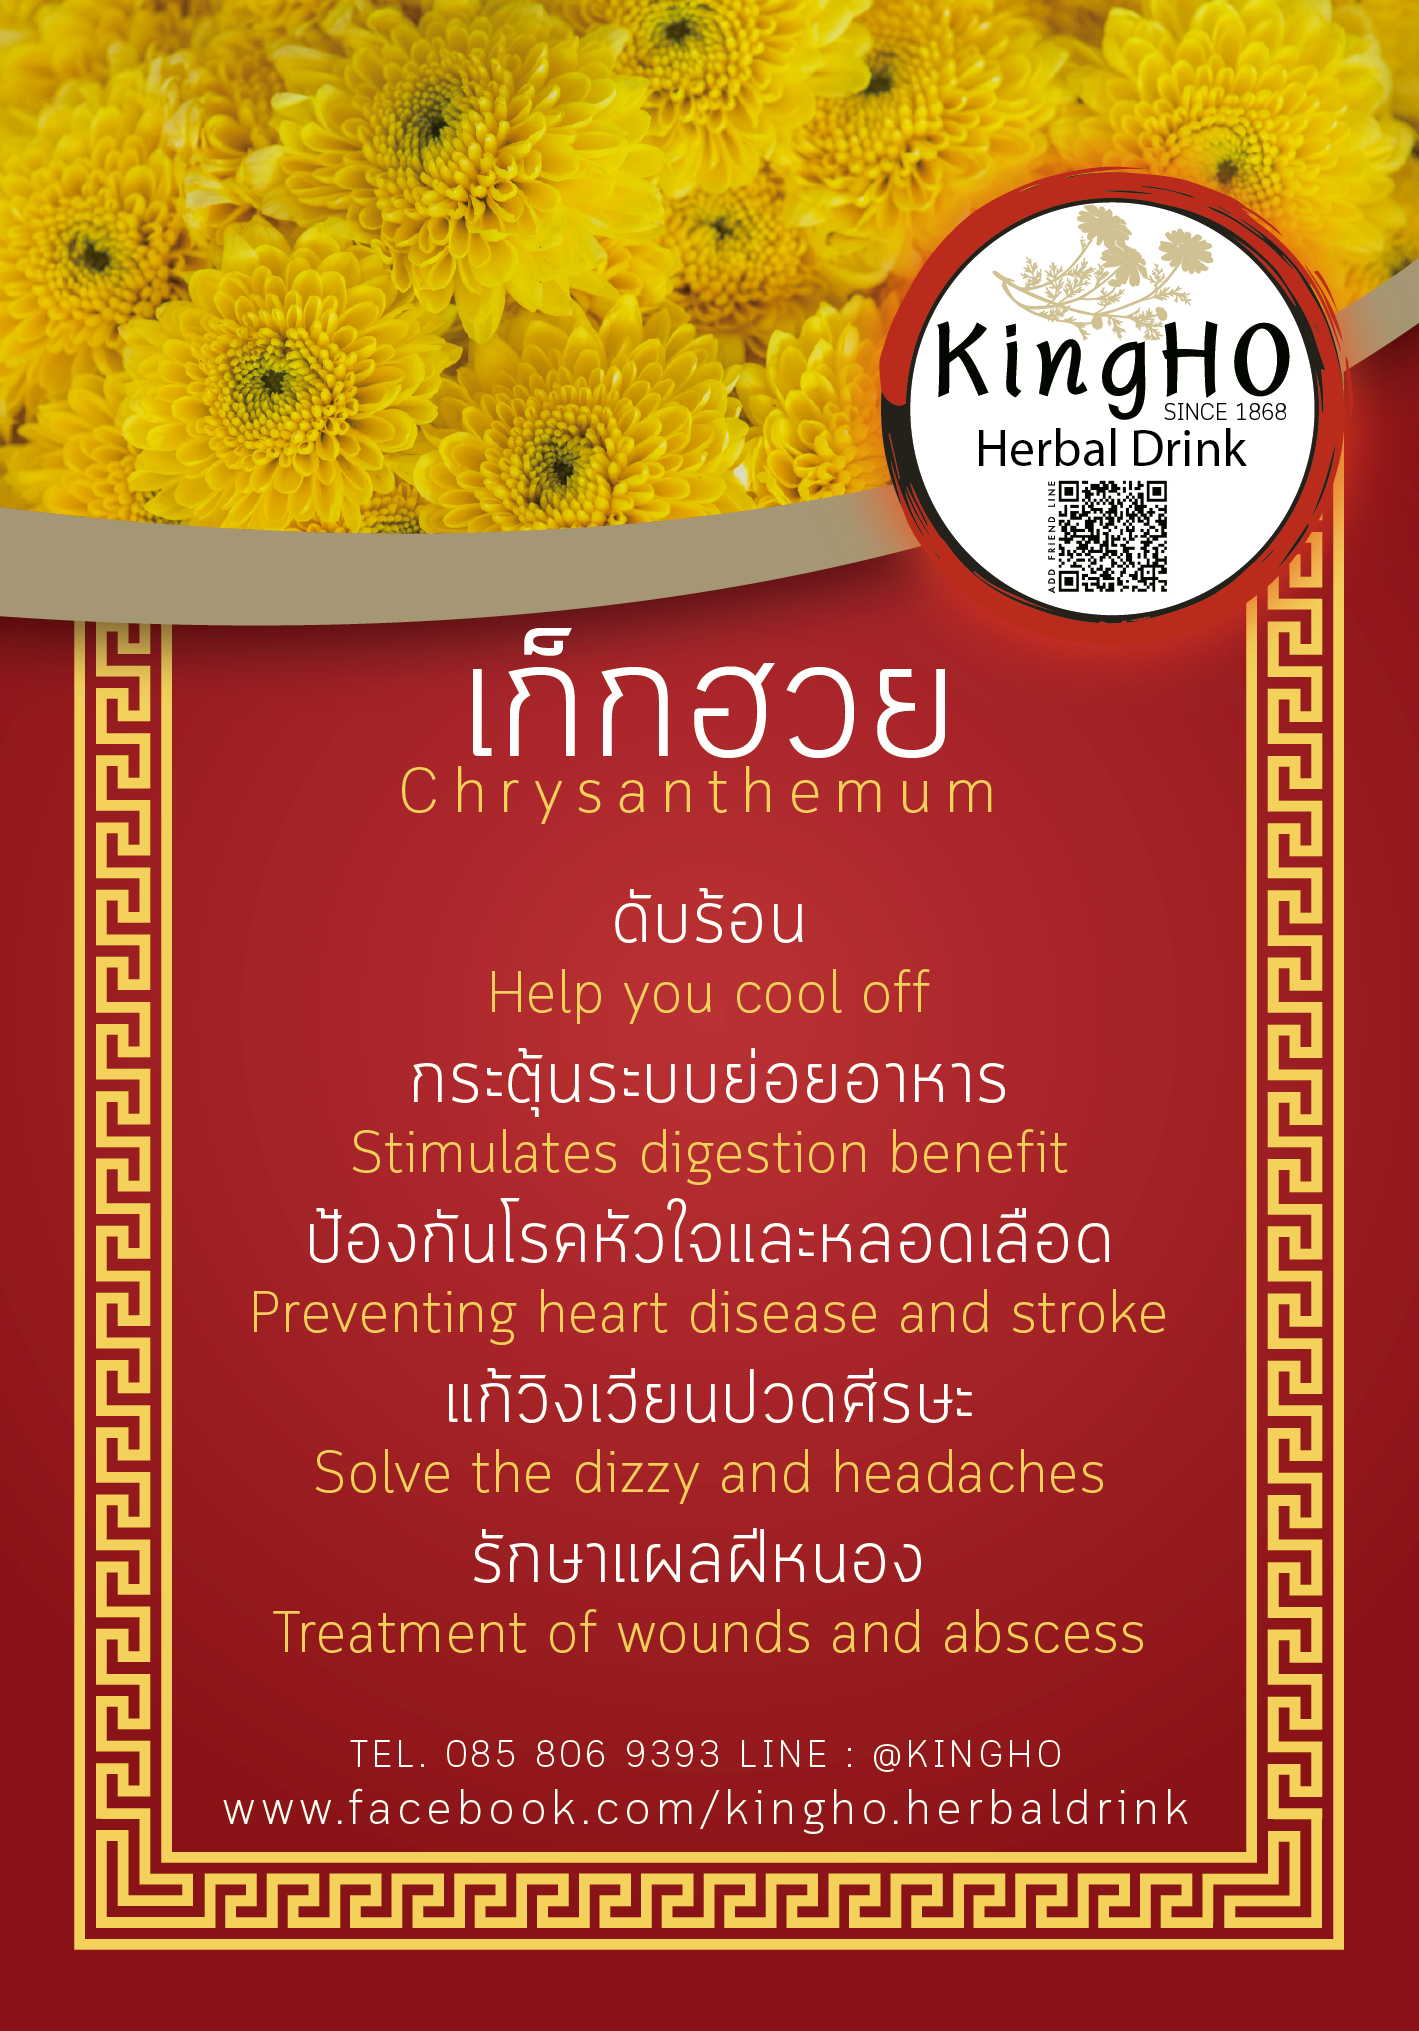 KingHO
SINCE 1868
Herbal Drink
ADD FRIEND LINE
เก็กฮวย
Chrysanthemum
ดับร้อน
Help you cool off
กระตุ้นระบบย่อยอาหาร
Stimulates digestion benefit
ป้องกันโรคหัวใจและหลอดเลือด
Preventing heart disease and stroke
แก้วิงเวียนปวดศีรษะ
Solve the dizzy and headaches
รักษาแผลฝีหนอง
Treatment of wounds and abscess
TEL. 085 806 9393 LINE : @KINGHO
www.facebook.com/kingho.herbaldrink